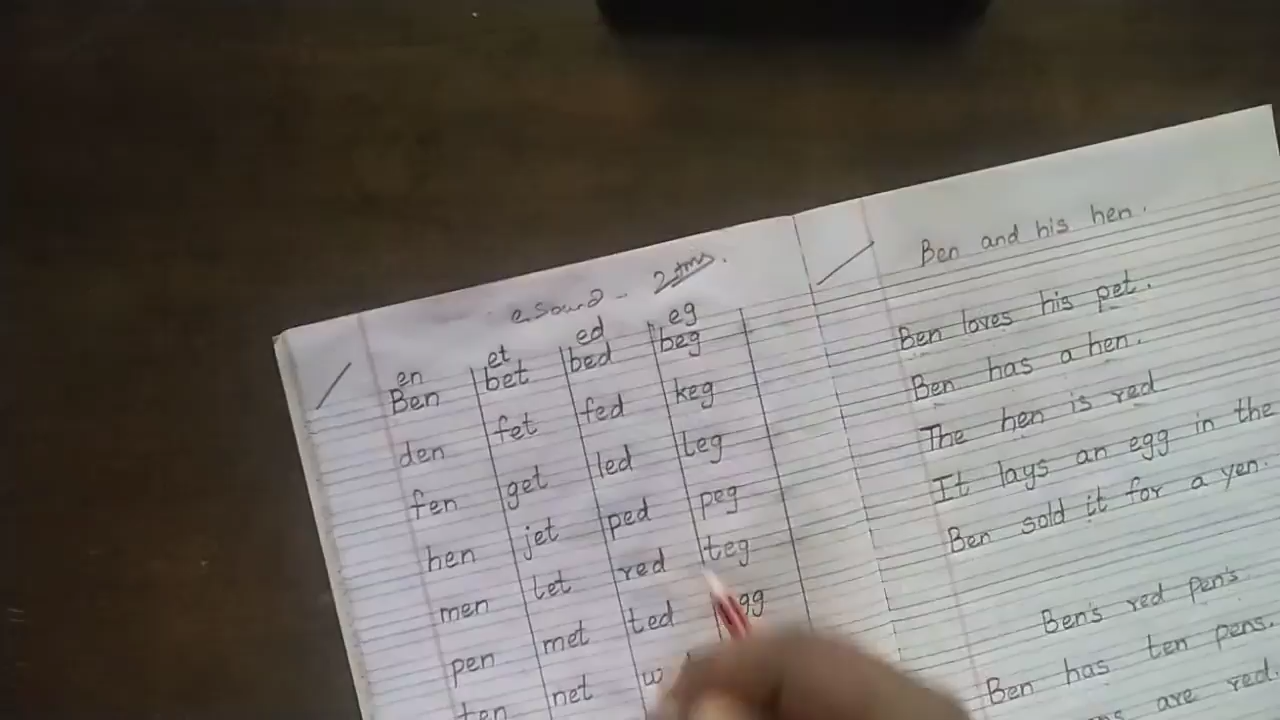 e. Sound - 2 tms.
en et ed eg
Ben bet bed beg
den fet fed keg
fen get led leg
hen jet ped peg
men let red teg
pen met ted
ten net
Ben and his hen.
Ben loves his pet.
Ben has a hen.
The hen is red
It lays an egg in the
Ben sold it for a yen.
Ben's red pen's
Ben has ten pens.
are red.